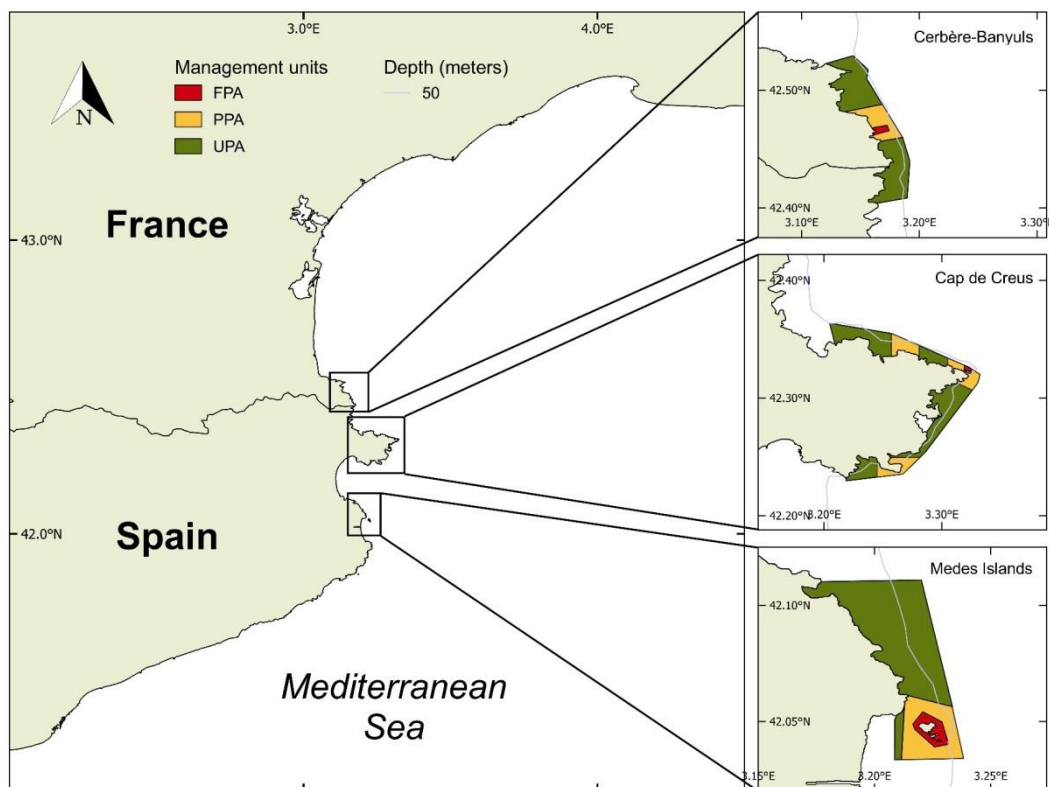 3.0°E
4.0°E
Management units
FPA
PPA
UPA
Depth (meters)
50
N
France
Spain
43.0°N
42.0°N
Mediterranean
Sea
Cerbère-Banyuls
42.50°N
42.40°N
3.10°E
3.20°E
3.30°E
Cap de Creus
42.40°N
42.30°N
42.20°N
3.20°E
3.30°E
Medes Islands
42.10°N
42.05°N
3.15°E
3.20°E
3.25°E